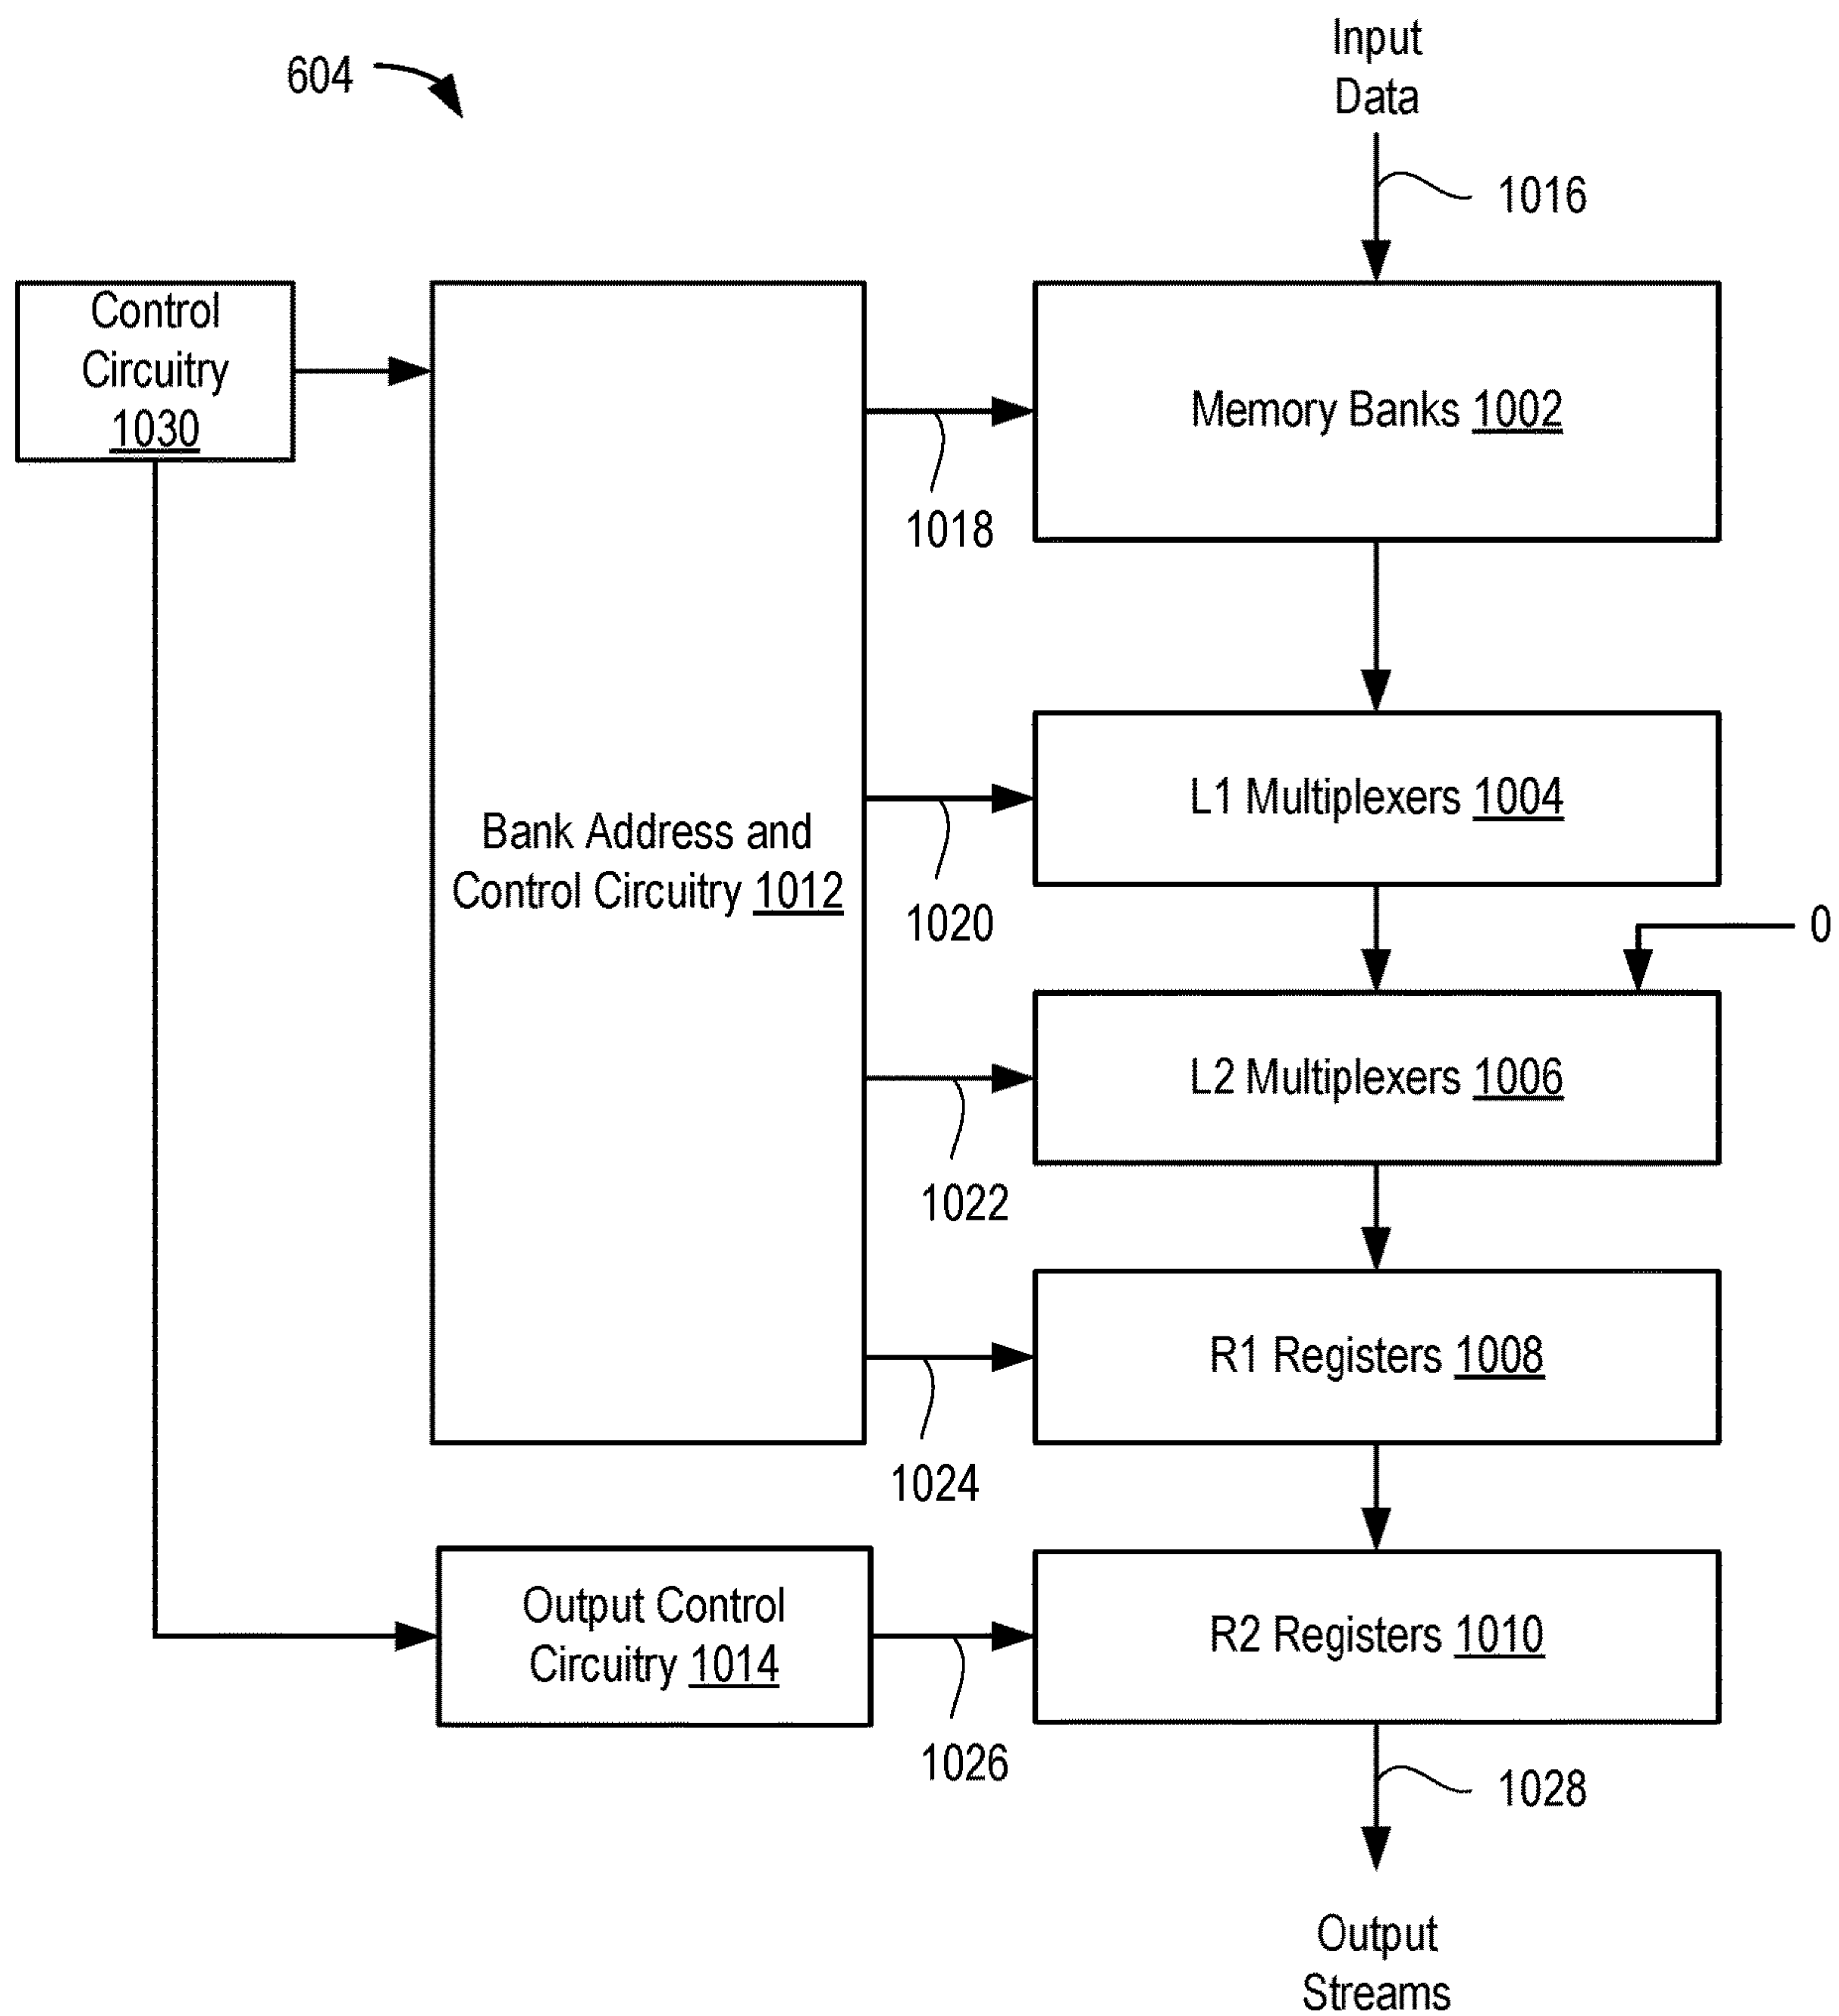 604
Input
Data
1016
Control
Circuitry
1030
Memory Banks 1002
1018
L1 Multiplexers 1004
Bank Address and
Control Circuitry 1012
1020
0
L2 Multiplexers 1006
1022
R1 Registers 1008
1024
Output Control
Circuitry 1014
R2 Registers 1010
1026
1028
Output
Streams